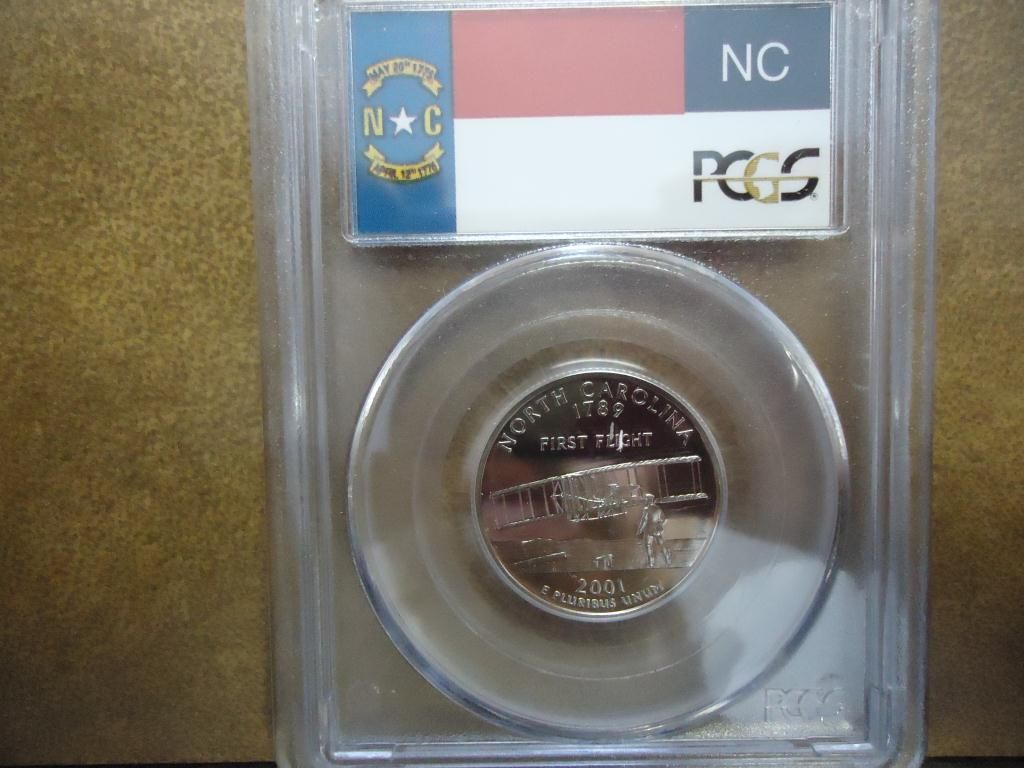 MAY 20TH 1775
N C
APRIL 12TH 1776
NC
PCGS
NORTH CAROLINA
1789
FIRST FLIGHT
2001
E PLURIBUS UNUM
PCGS